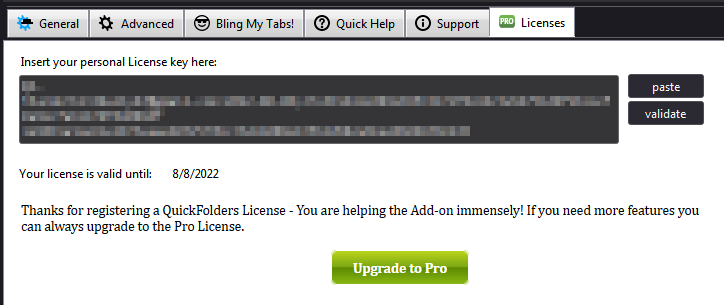 General
Advanced
Bling My Tabs!
Quick Help
Support
PRO Licenses
Insert your personal License key here:
paste
validate
Your license is valid until: 8/8/2022
Thanks for registering a QuickFolders License - You are helping the Add-on immensely! If you need more features you
can always upgrade to the Pro License.
Upgrade to Pro